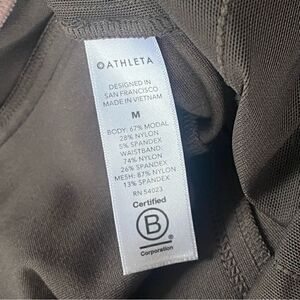 ATHLETA
DESIGNED IN
SAN FRANCISCO
MADE IN VIETNAM
M
BODY: 67% MODAL
28% NYLON
5% SPANDEX
WAISTBAND:
74% NYLON
26% SPANDEX
MESH: 87% NYLON
13% SPANDEX
RN 54023
Certified
B
Corporation